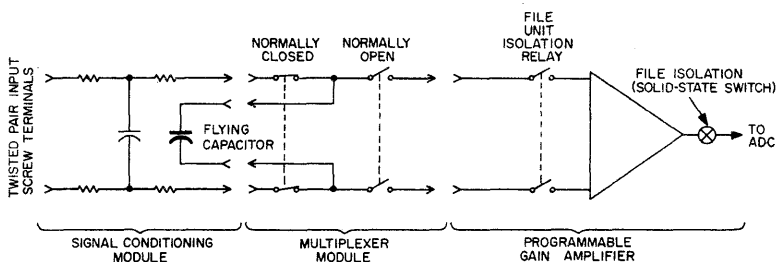 TWISTED PAIR INPUT
SCREW TERMINALS
NORMALLY
CLOSED
NORMALLY
OPEN
FILE
UNIT
ISOLATION
RELAY
FILE ISOLATION
(SOLID-STATE SWITCH)
FLYING
CAPACITOR
TO
ADC
SIGNAL CONDITIONING
MODULE
MULTIPLEXER
MODULE
PROGRAMMABLE
GAIN AMPLIFIER